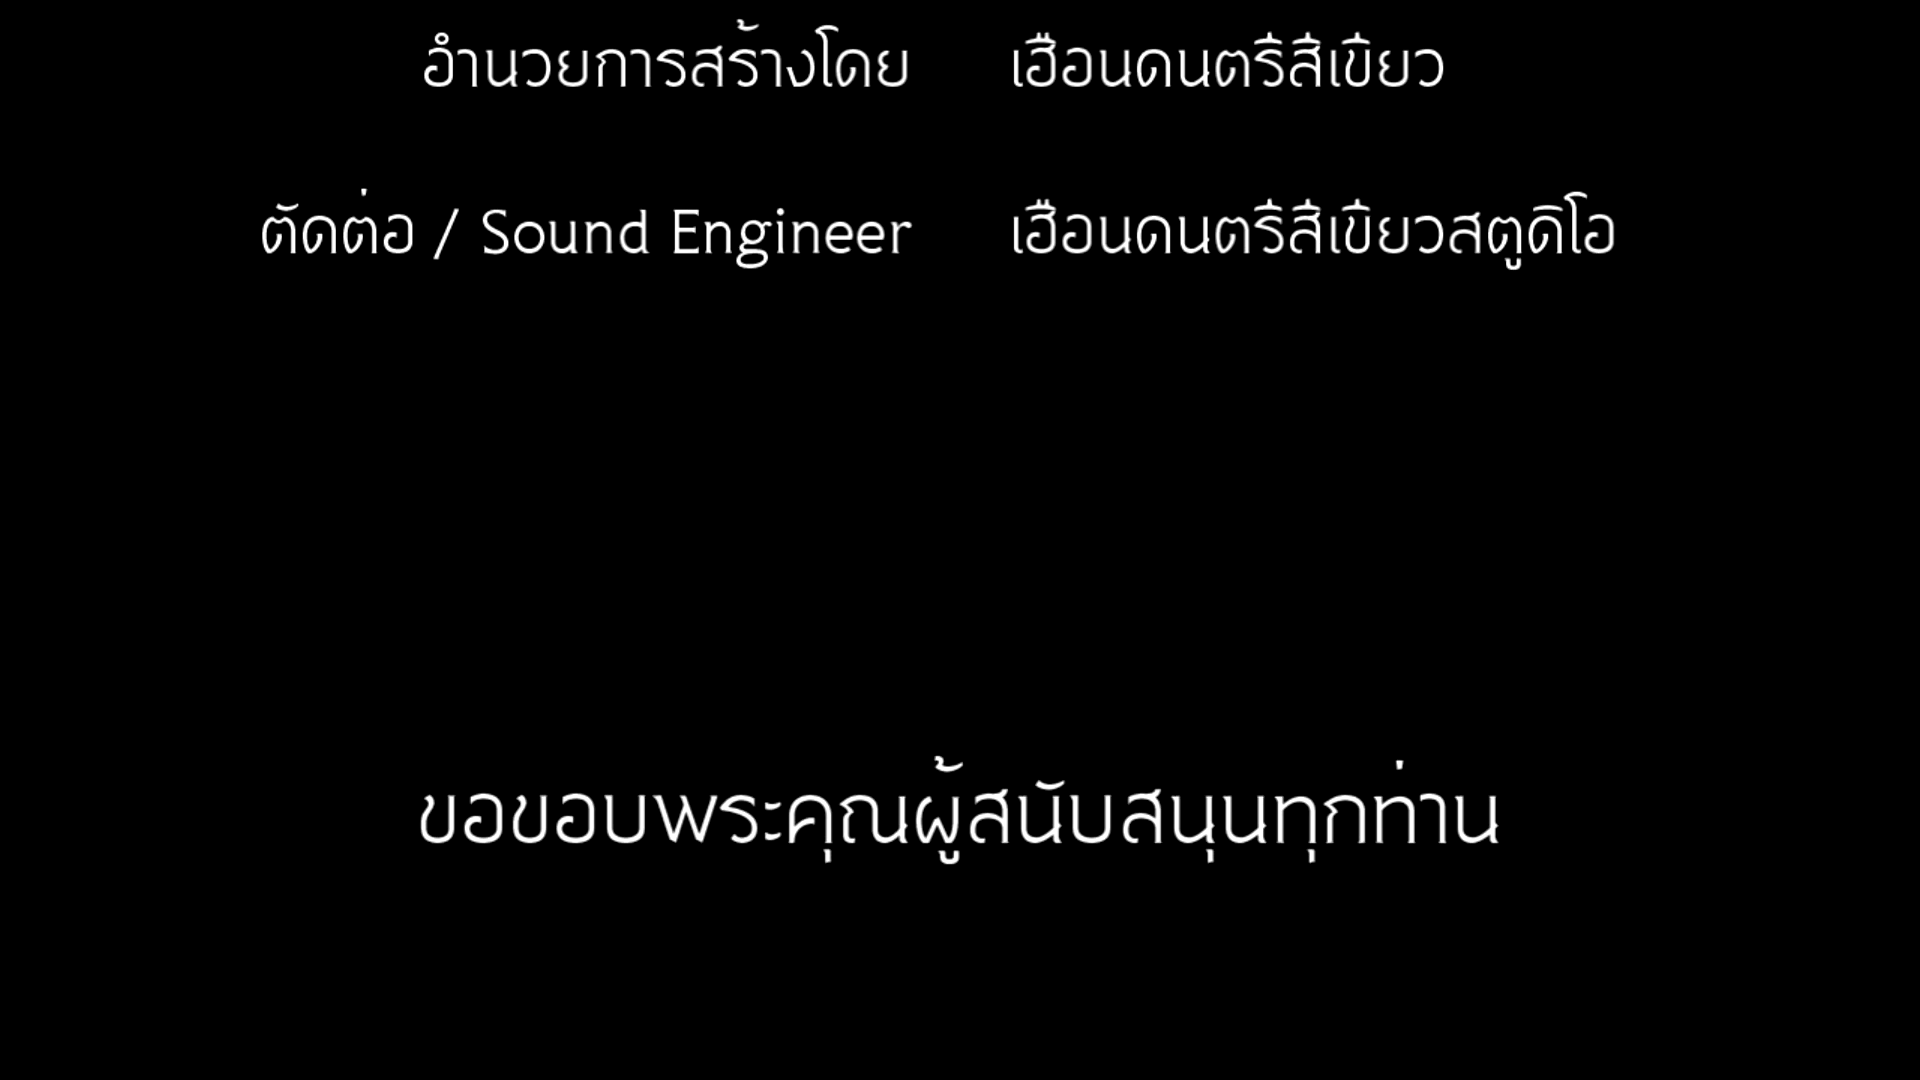 อำนวยการสร้างโดย เฮือนดนตรีสีเขียว
ตัดต่อ / Sound Engineer เฮือนดนตรีสีเขียวสตูดิโอ
ขอขอบพระคุณผู้สนับสนุนทุกท่าน